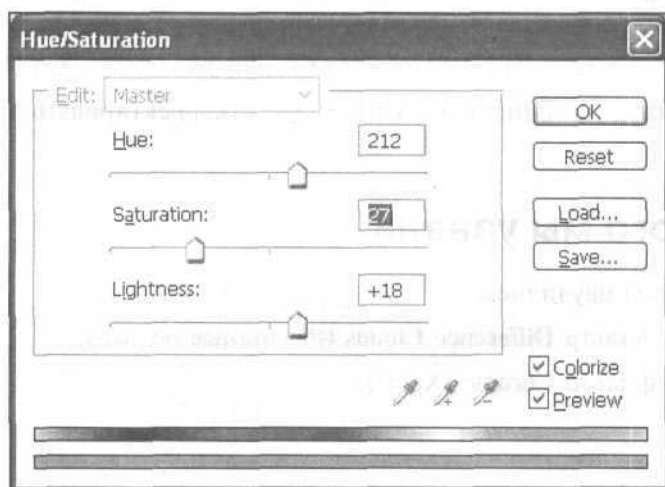 Hue/Saturation
Edit: Master
OK
Hue: 212
Reset
Saturation: 27
Load...
Save...
Lightness: +18
Colorize
Preview